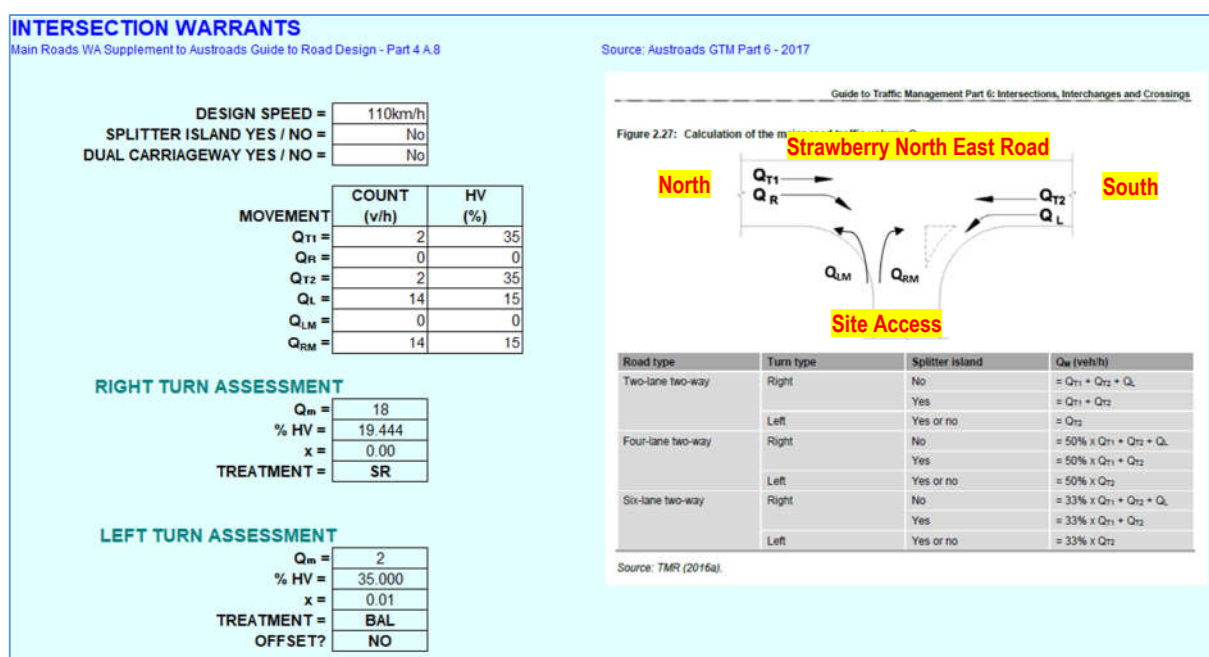 INTERSECTION WARRANTS
Main Roads WA Supplement to Austroads Guide to Road Design - Part 4 A.8
Source: Austroads GTM Part 6 - 2017
DESIGN SPEED = 110km/h
SPLITTER ISLAND YES / NO = No
DUAL CARRIAGEWAY YES / NO = No
COUNT HV
MOVEMENT (v/h) (%)
QT1 = 2 35
QR = 0 0
QT2 = 2 35
QL = 14 15
QLM = 0 0
QRM = 14 15
RIGHT TURN ASSESSMENT
Qm = 18
% HV = 19.444
x = 0.00
TREATMENT = SR
LEFT TURN ASSESSMENT
Qm = 2
% HV = 35.000
x = 0.01
TREATMENT = BAL
OFFSET? NO
Guide to Traffic Management Part 6: Intersections, Interchanges and Crossings
Figure 2.27: Calculation of the major road traffic volume
Strawberry North East Road
North
South
QT1
QR
QT2
QL
QLM
QRM
Site Access
Road type Turn type Splitter island QM (veh/h)
Two-lane two-way Right No = QT1 + QT2 + QL
Yes = QT1 + QT2
Left Yes or no = QT2
Four-lane two-way Right No = 50% x QT1 + QT2 + QL
Yes = 50% x QT1 + QT2
Left Yes or no = 50% x QT2
Six-lane two-way Right No = 33% x QT1 + QT2 + QL
Yes = 33% x QT1 + QT2
Left Yes or no = 33% x QT2
Source: TMR (2016a).